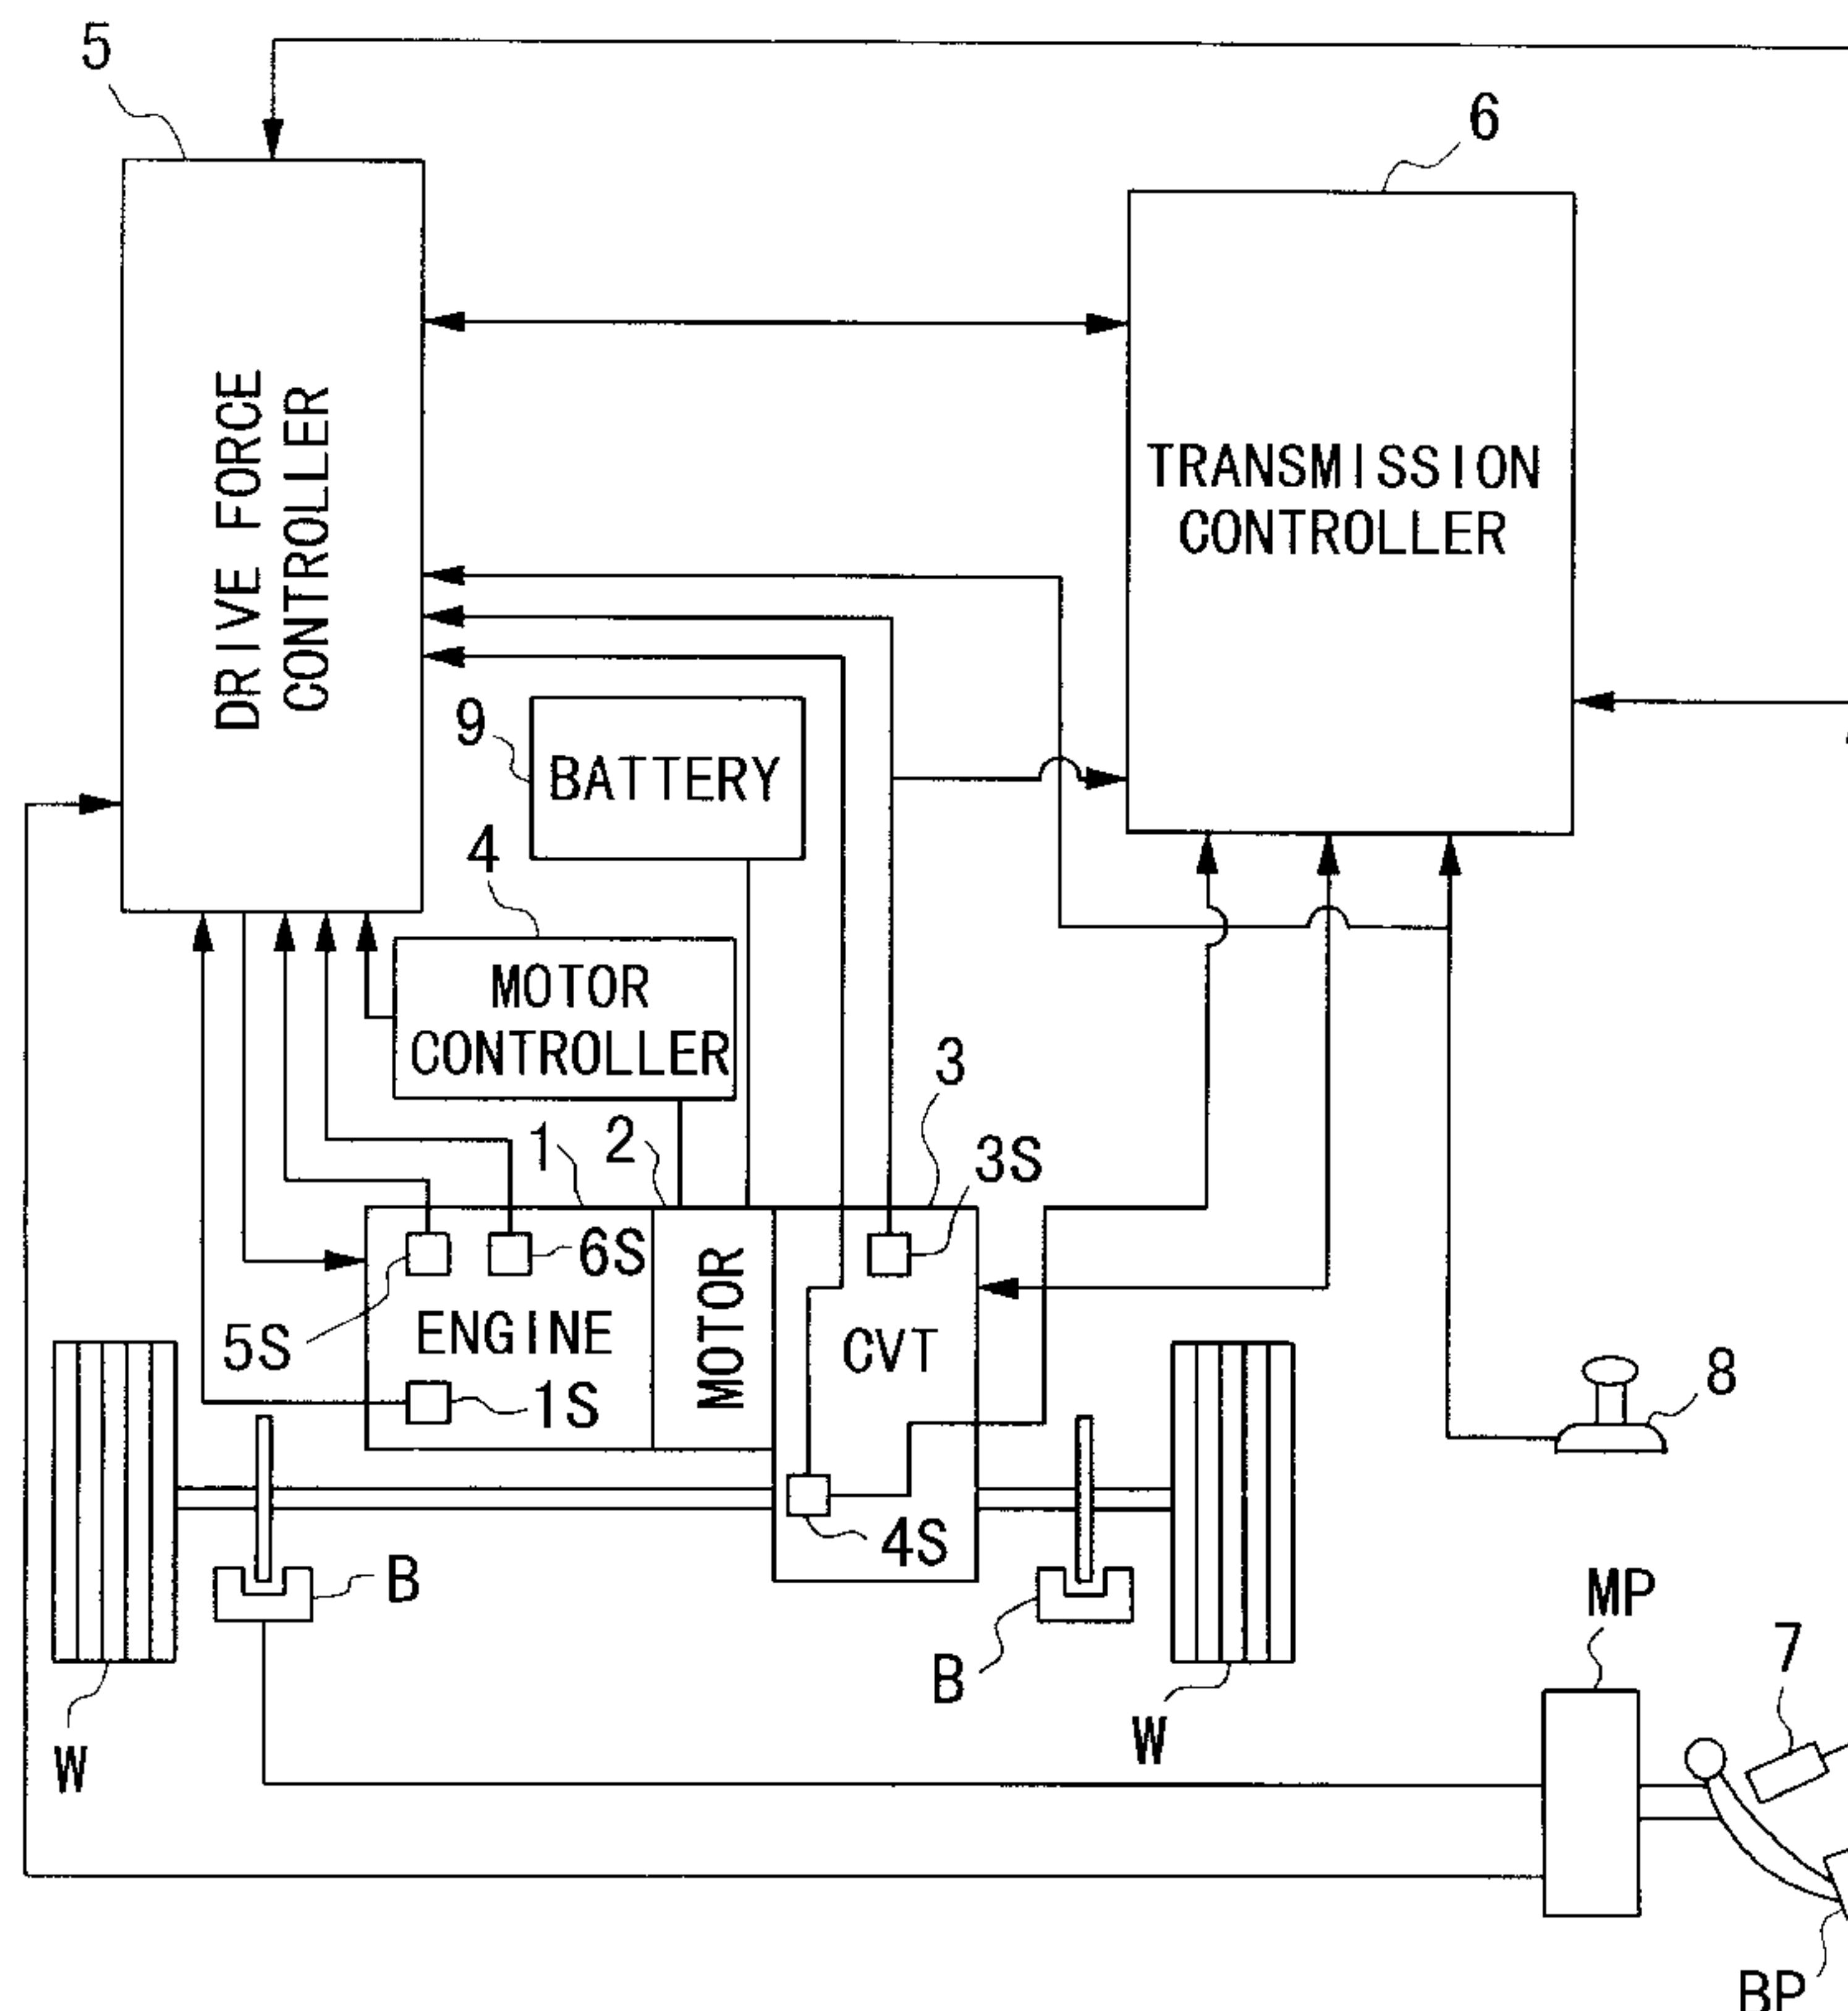 5
6
DRIVE FORCE
CONTROLLER
TRANSMISSION
CONTROLLER
9
BATTERY
4
MOTOR
CONTROLLER
3
1
2
3S
6S
5S
ENGINE
MOTOR
CVT
1S
8
4S
B
B
MP
7
W
W
BP